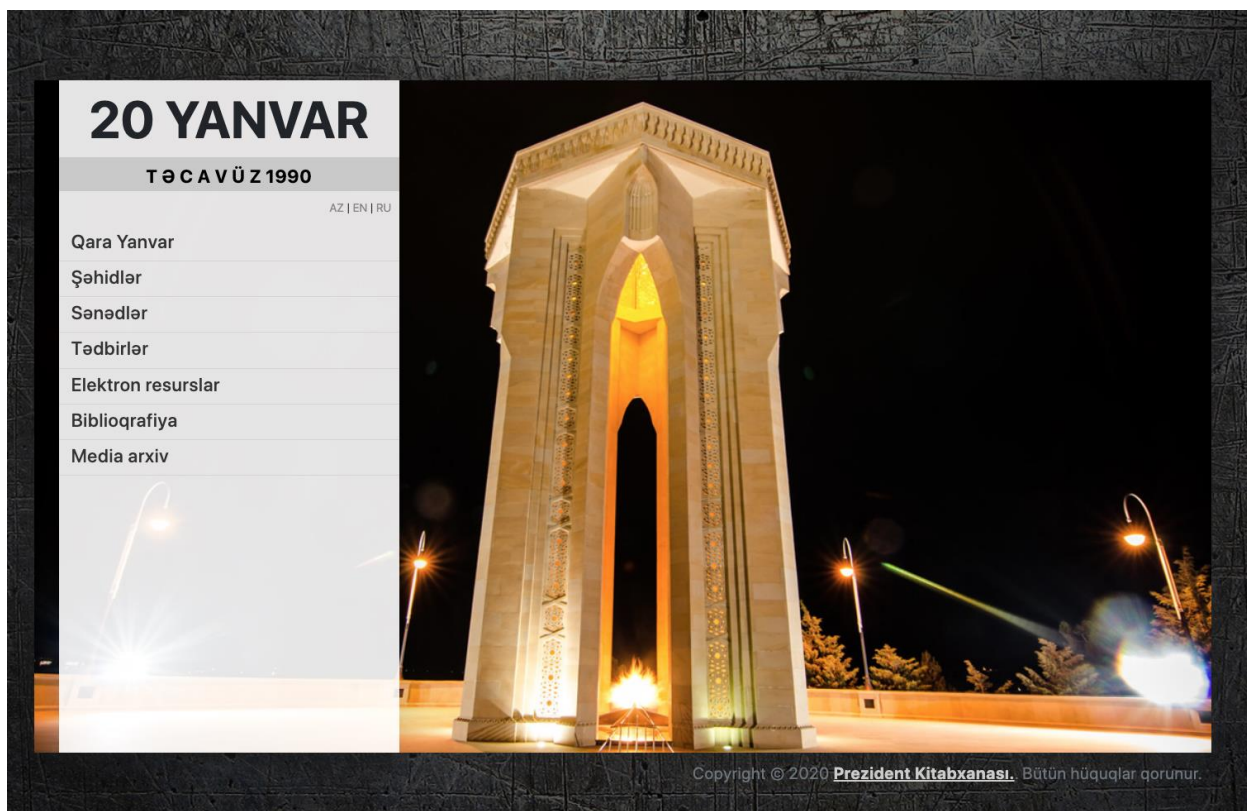 20 YANVAR
T Ə C A V Ü Z 1990
AZ | EN | RU
Qara Yanvar
Şəhidlər
Sənədlər
Tədbirlər
Elektron resurslar
Biblioqrafiya
Media arxiv
Copyright © 2020 Prezident Kitabxanası.. Bütün hüquqlar qorunur.